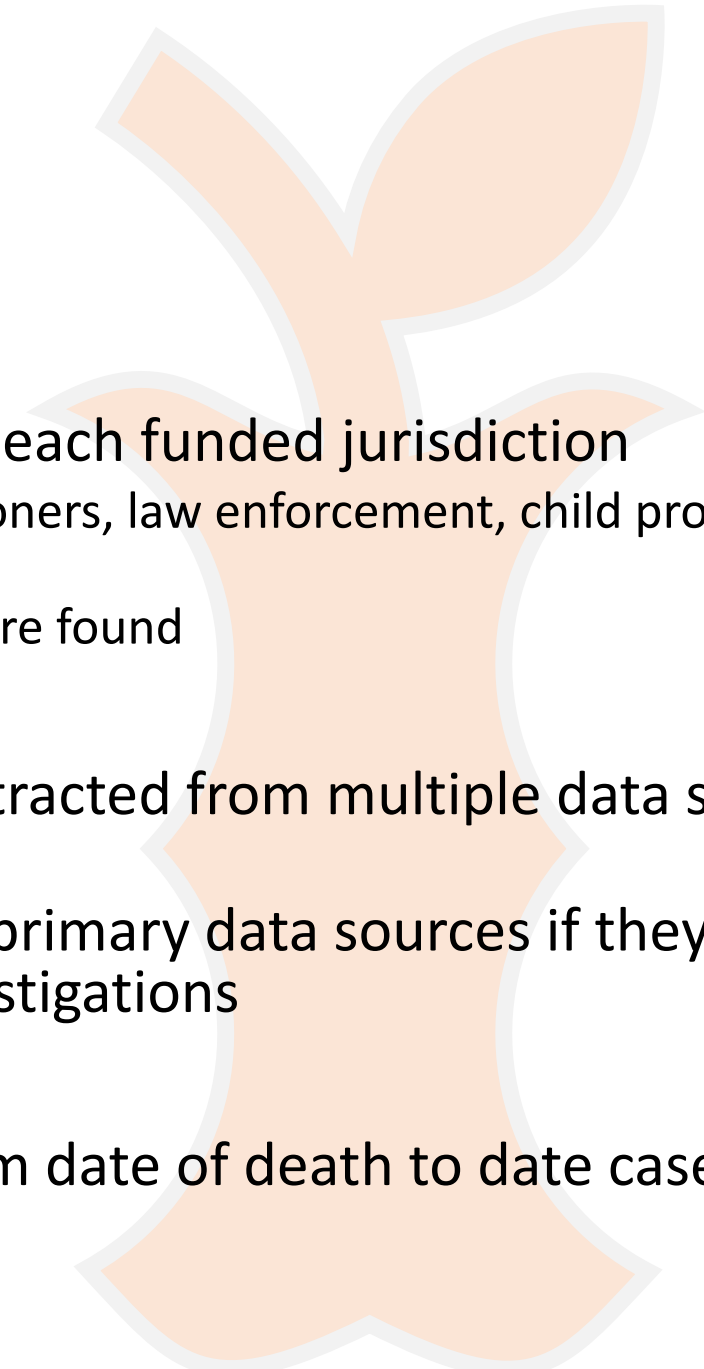 each funded jurisdiction
oners, law enforcement, child pro
re found
tracted from multiple data s
primary data sources if they
stigations
m date of death to date case